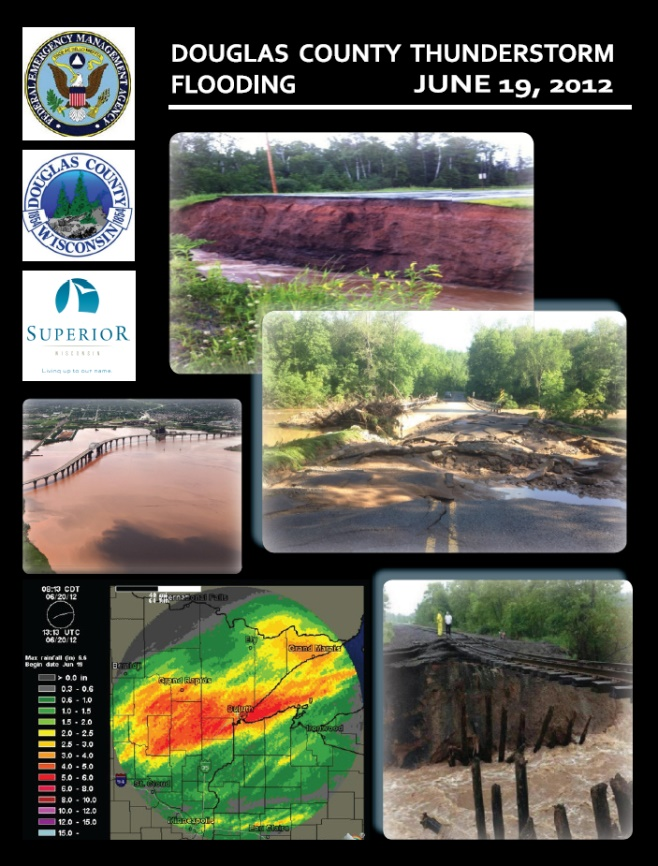 DOUGLAS COUNTY THUNDERSTORM
FLOODING JUNE 19, 2012
FEDERAL EMERGENCY MANAGEMENT AGENCY
DOUGLAS COUNTY
WISCONSIN
1854
SUPERIOR
WISCONSIN
Living up to our name.
08:13 CDT
06/20/12
13:13 UTC
06/20/12
Max rainfall (in) 8.6
Begin date Jun 19
> 0.0 in
0.3 - 0.6
0.6 - 1.0
1.0 - 1.5
1.5 - 2.0
2.0 - 2.5
2.5 - 3.0
3.0 - 4.0
4.0 - 5.0
5.0 - 6.0
6.0 - 8.0
8.0 - 10.0
10.0 - 12.0
12.0 - 15.0
15.0 -
International Falls
Ely
Grand Marais
Grand Rapids
Duluth
Ironwood
St. Cloud
Minneapolis
Eau Claire